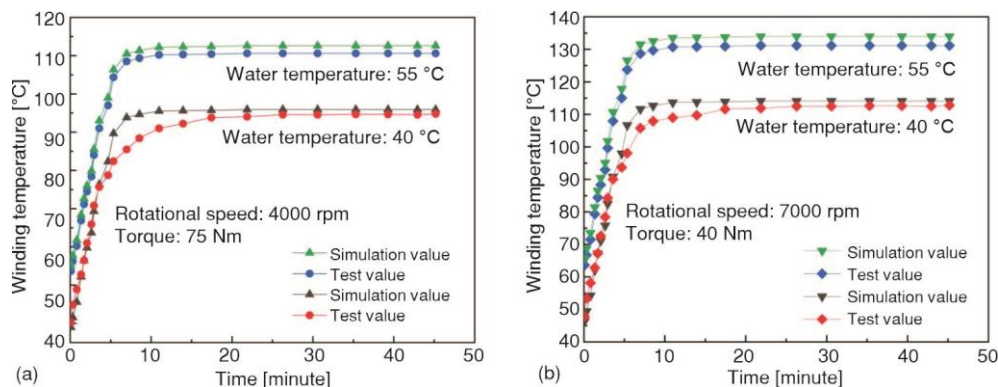 120
110
100
90
80
70
60
50
40
Winding temperature [°C]
Water temperature: 55 °C
Water temperature: 40 °C
Rotational speed: 4000 rpm
Torque: 75 Nm
Simulation value
Test value
Simulation value
Test value
0 10 20 30 40 50
(a)
Time [minute]
140
130
120
110
100
90
80
70
60
50
40
Winding temperature [°C]
Water temperature: 55 °C
Water temperature: 40 °C
Rotational speed: 7000 rpm
Torque: 40 Nm
Simulation value
Test value
Simulation value
Test value
0 10 20 30 40 50
(b)
Time [minute]